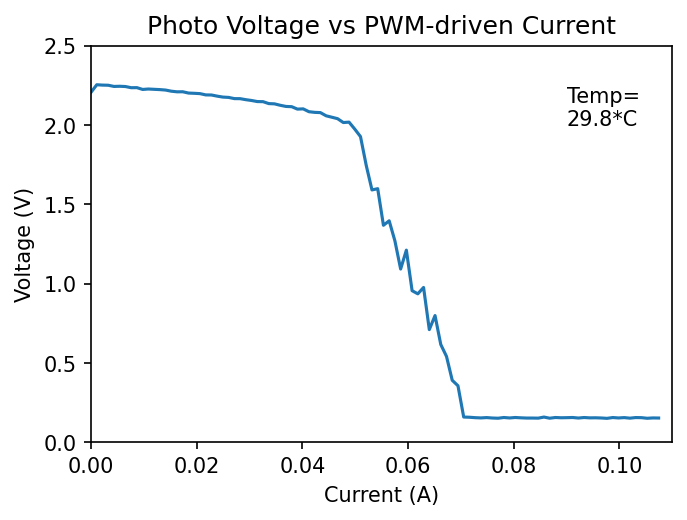 Photo Voltage vs PWM-driven Current
2.5
2.0
1.5
1.0
0.5
0.0
Voltage (V)
Temp=
29.8*C
0.00 0.02 0.04 0.06 0.08 0.10
Current (A)